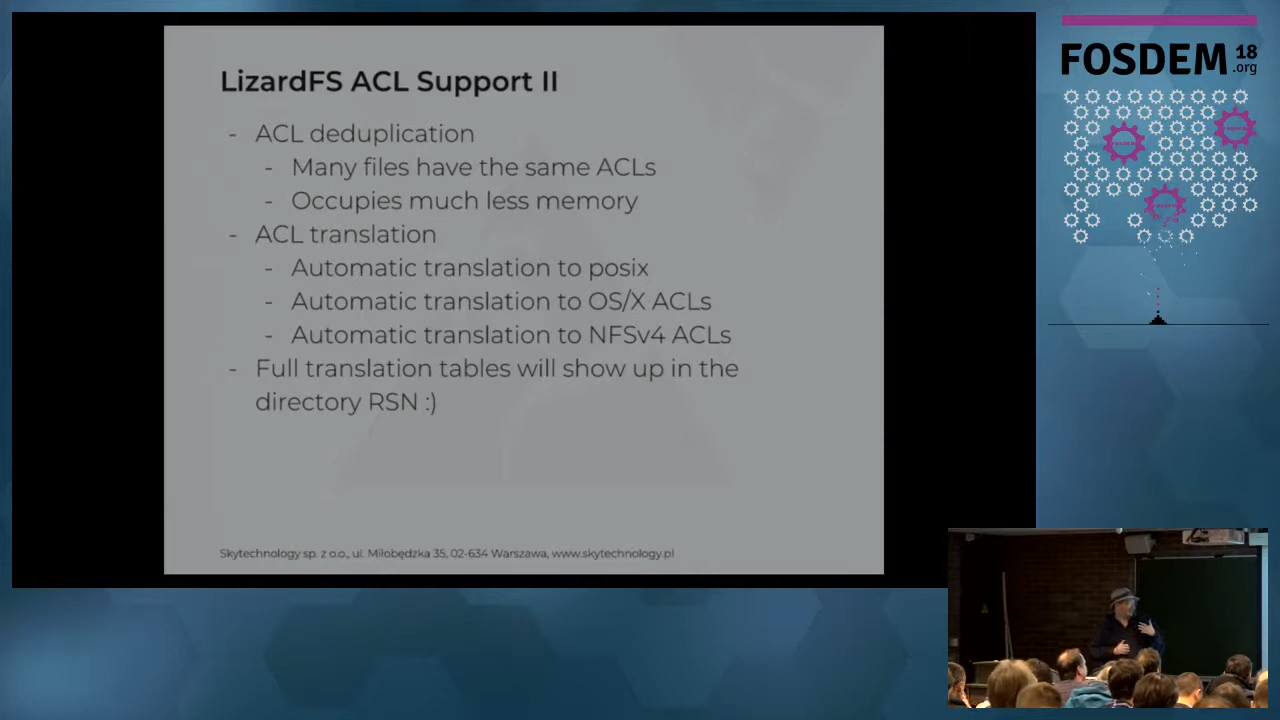 LizardFS ACL Support II
- ACL deduplication
- Many files have the same ACLs
- Occupies much less memory
- ACL translation
- Automatic translation to posix
- Automatic translation to OS/X ACLs
- Automatic translation to NFSv4 ACLs
- Full translation tables will show up in the
directory RSN :)
Skytechnology sp. z o.o., ul. Miłobędzka 35, 02-634 Warszawa, www.skytechnology.pl
FOSDEM 18
.org